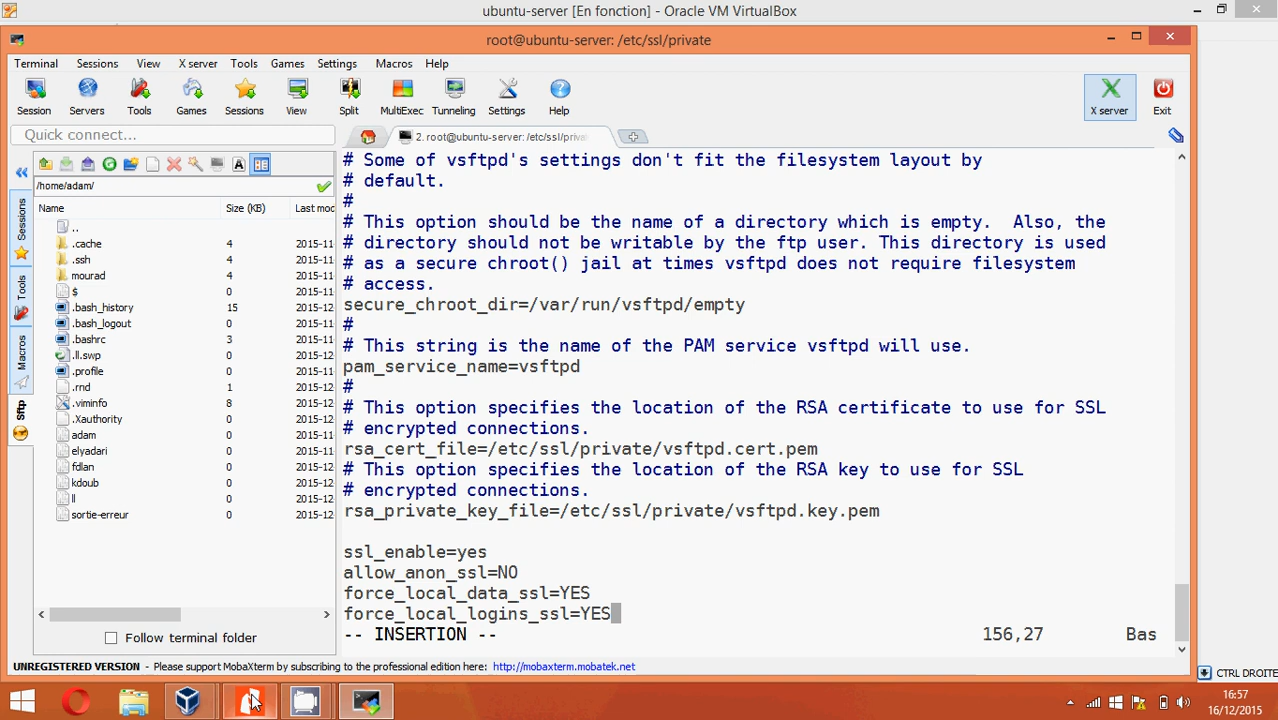 ubuntu-server [En fonction] - Oracle VM VirtualBox
root@ubuntu-server: /etc/ssl/private
Terminal Sessions View X server Tools Games Settings Macros Help
Session Servers Tools Games Sessions View Split MultiExec Tunneling Settings Help X server Exit
Quick connect...
2. root@ubuntu-server: /etc/ssl/priva
/home/adam/
Name Size (KB) Last mod
..
.cache 4 2015-11
.ssh 4 2015-11
mourad 4 2015-11
$ 0 2015-11
.bash_history 15 2015-12
.bash_logout 0 2015-11
.bashrc 3 2015-11
.ll.swp 0 2015-12
.profile 0 2015-11
.rnd 1 2015-12
.viminfo 8 2015-12
.Xauthority 0 2015-12
adam 0 2015-11
elyadari 0 2015-11
fdlan 0 2015-12
kdoub 0 2015-11
ll 0 2015-12
sortie-erreur 0 2015-12
Follow terminal folder
Sessions
Tools
Macros
Sftp
# Some of vsftpd's settings don't fit the filesystem layout by
# default.
#
# This option should be the name of a directory which is empty.  Also, the
# directory should not be writable by the ftp user. This directory is used
# as a secure chroot() jail at times vsftpd does not require filesystem
# access.
secure_chroot_dir=/var/run/vsftpd/empty
#
# This string is the name of the PAM service vsftpd will use.
pam_service_name=vsftpd
#
# This option specifies the location of the RSA certificate to use for SSL
# encrypted connections.
rsa_cert_file=/etc/ssl/private/vsftpd.cert.pem
# This option specifies the location of the RSA key to use for SSL
# encrypted connections.
rsa_private_key_file=/etc/ssl/private/vsftpd.key.pem
ssl_enable=yes
allow_anon_ssl=NO
force_local_data_ssl=YES
force_local_logins_ssl=YES
-- INSERTION -- 156,27 Bas
UNREGISTERED VERSION - Please support MobaXterm by subscribing to the professional edition here: http://mobaxterm.mobatek.net
CTRL DROITE
16:57
16/12/2015